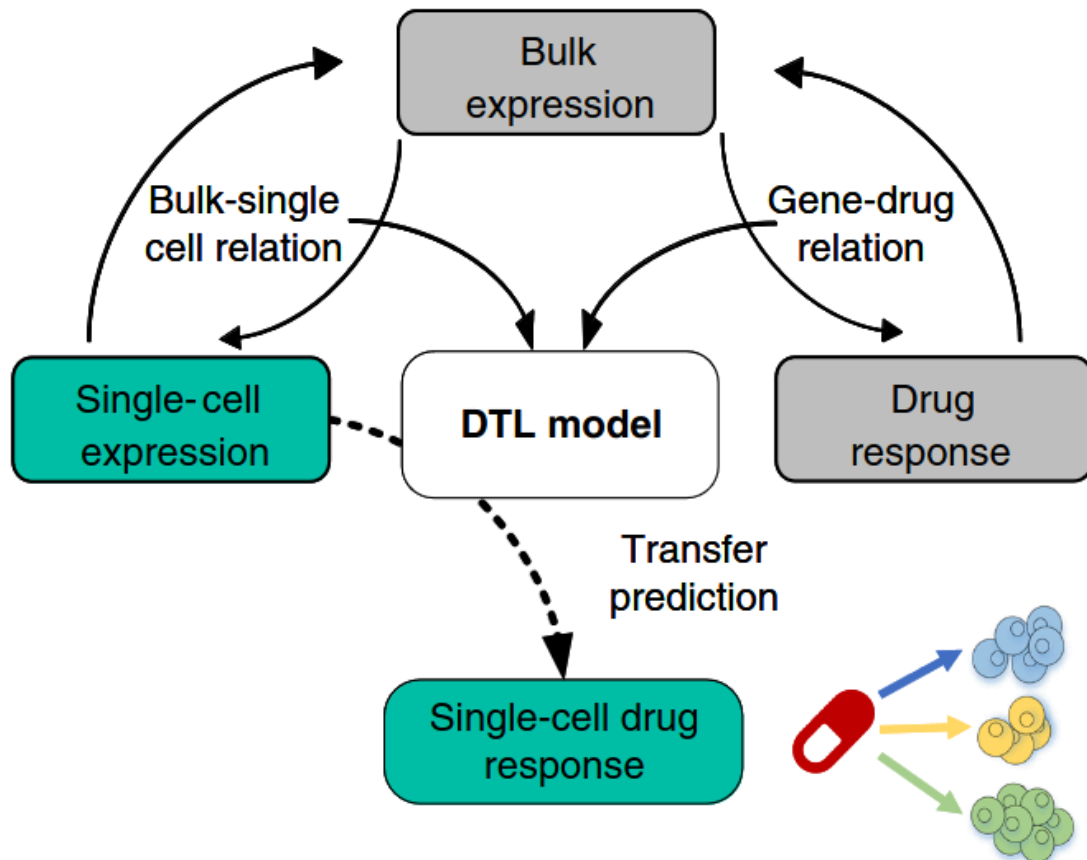 Bulk
expression
Bulk-single
cell relation
Gene-drug
relation
Single-cell
expression
DTL model
Drug
response
Transfer
prediction
Single-cell drug
response